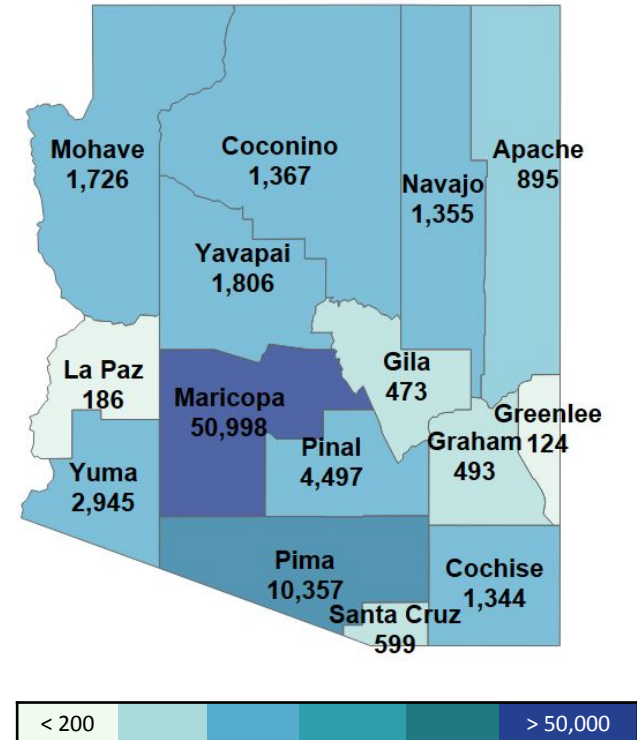 Mohave
1,726
Coconino
1,367
Navajo
1,355
Apache
895
Yavapai
1,806
La Paz
186
Maricopa
50,998
Gila
473
Greenlee
124
Graham
493
Pinal
4,497
Yuma
2,945
Pima
10,357
Cochise
1,344
Santa Cruz
599
< 200
> 50,000